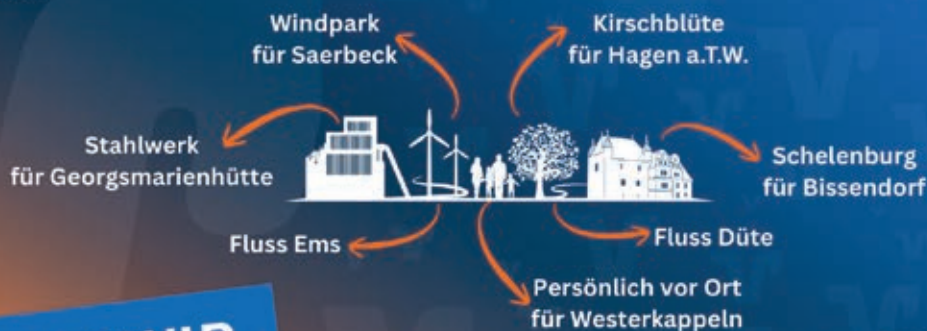 Windpark
für Saerbeck
Kirschblüte
für Hagen a.T.W.
Stahlwerk
für Georgsmarienhütte
Schelenburg
für Bissendorf
Fluss Ems
Fluss Düte
Persönlich vor Ort
für Westerkappeln